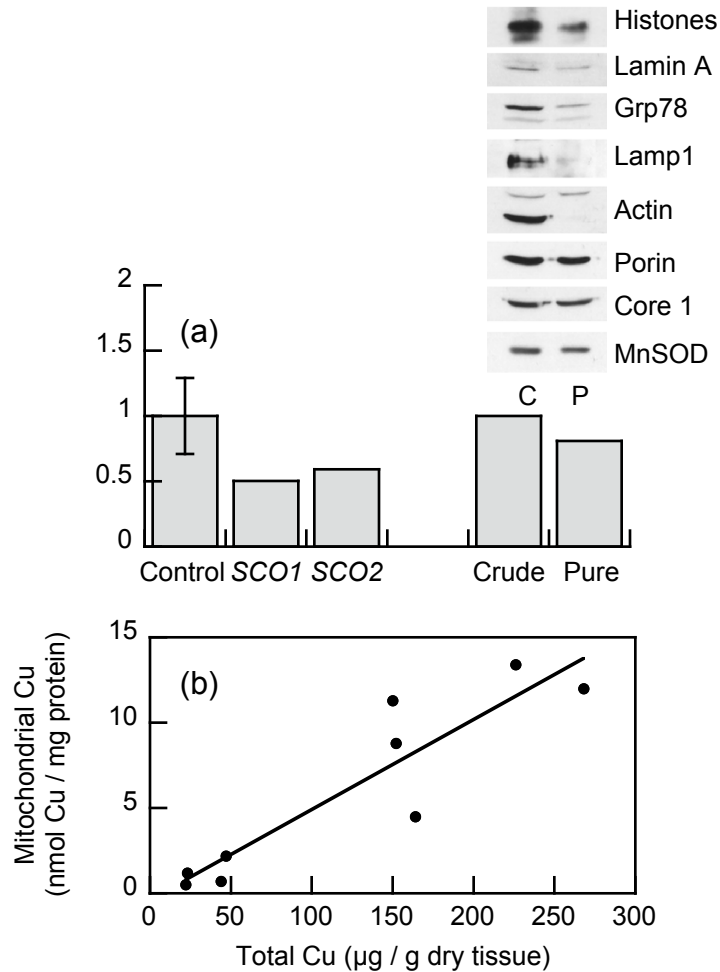 Histones
Lamin A
Grp78
Lamp1
Actin
Porin
Core 1
MnSOD
C P
2
1.5
1
0.5
0
(a)
Control SCO1 SCO2 Crude Pure
15
10
5
0
(b)
Mitochondrial Cu
(nmol Cu / mg protein)
0 50 100 150 200 250 300
Total Cu (µg / g dry tissue)